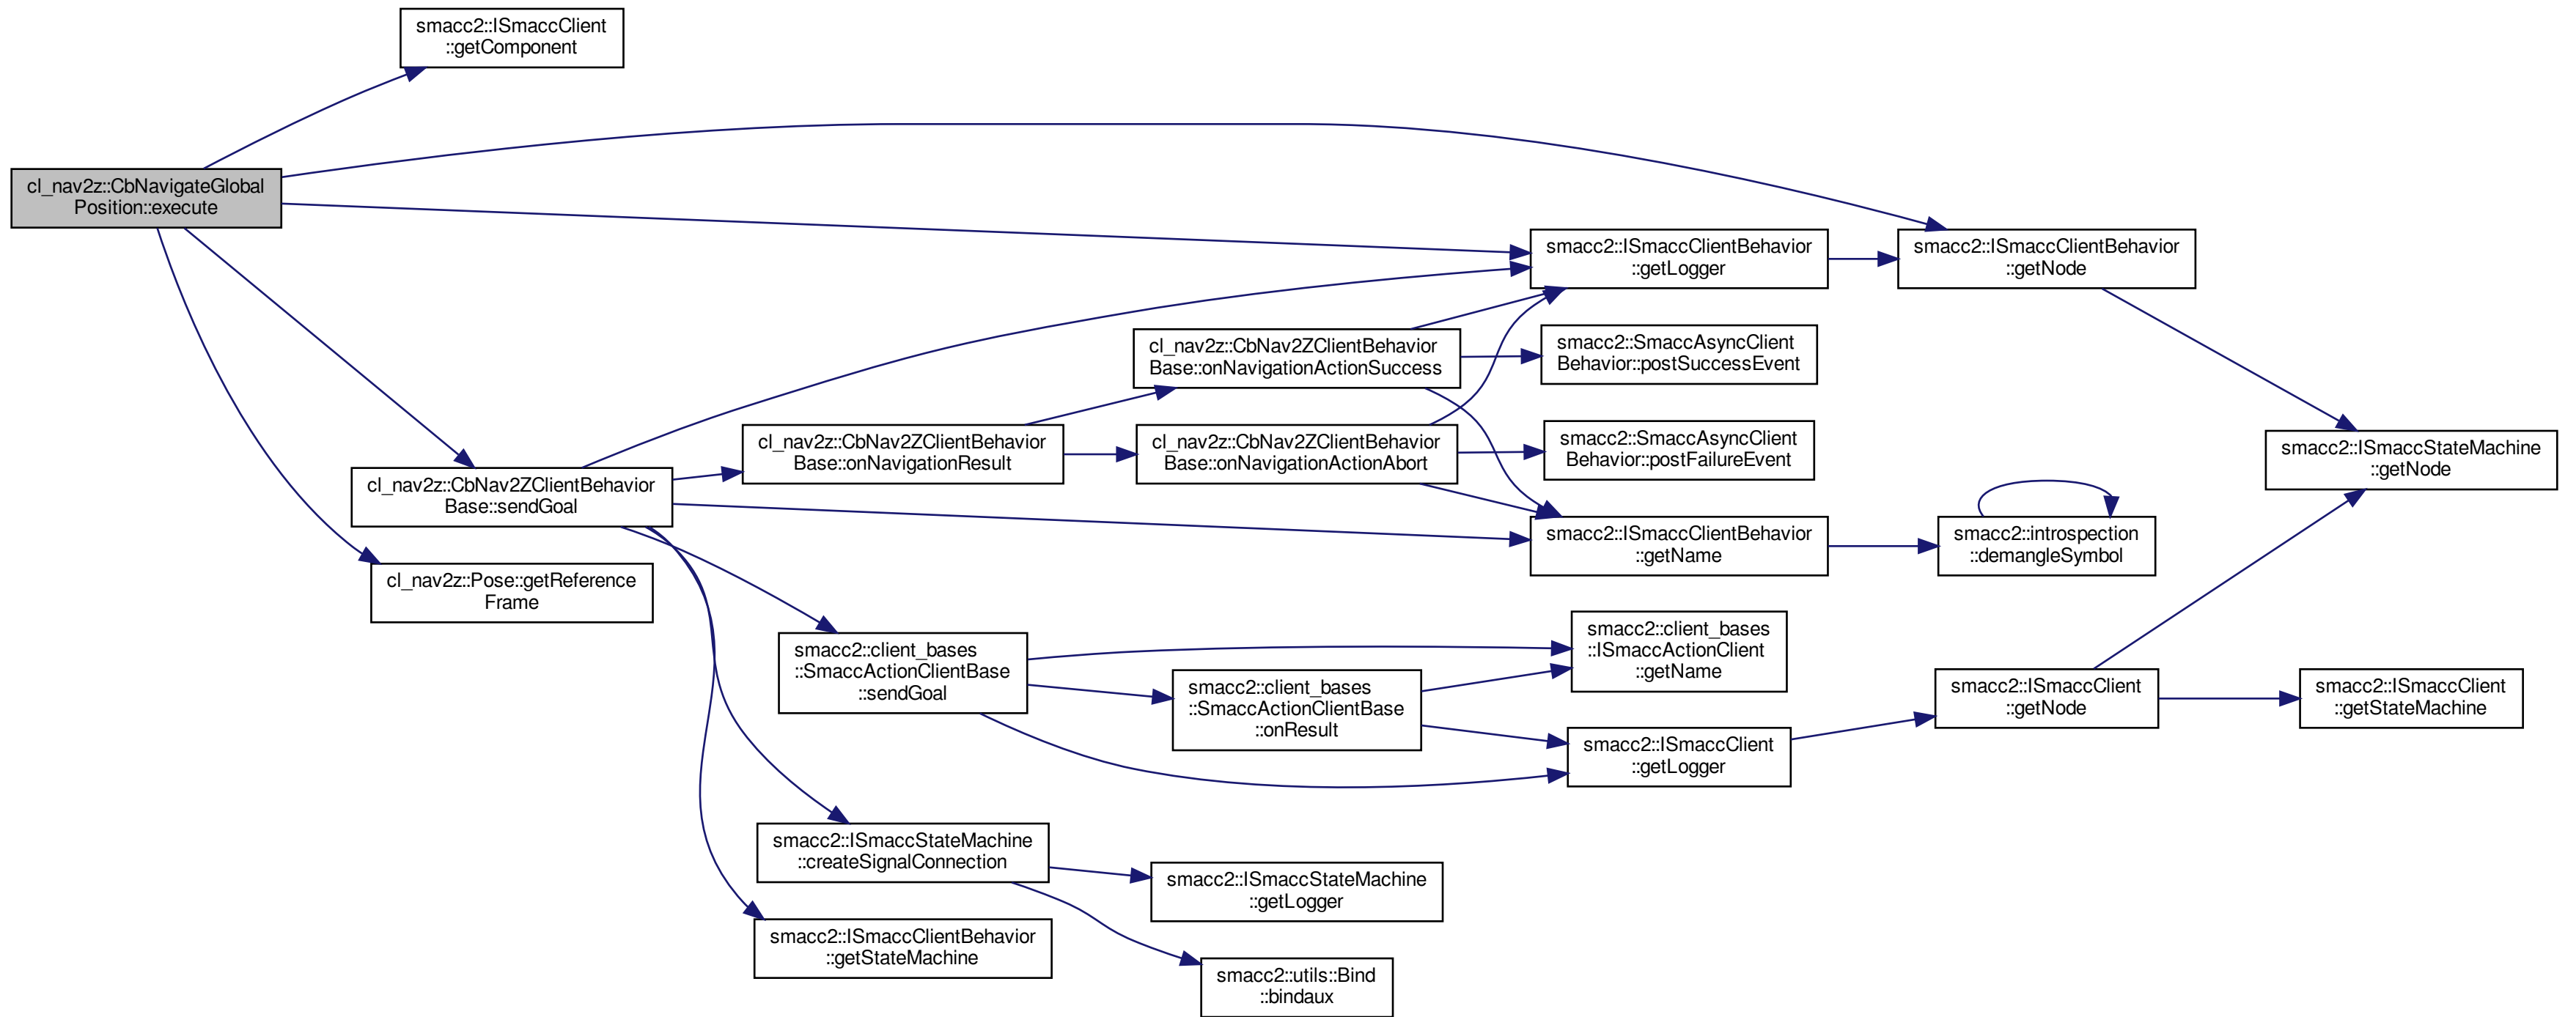 smacc2::ISmaccClient
::getComponent
cl_nav2z::CbNavigateGlobal
Position::execute
smacc2::ISmaccClientBehavior
::getLogger
smacc2::ISmaccClientBehavior
::getNode
cl_nav2z::CbNav2ZClientBehavior
Base::onNavigationActionSuccess
smacc2::SmaccAsyncClient
Behavior::postSuccessEvent
cl_nav2z::CbNav2ZClientBehavior
Base::onNavigationResult
cl_nav2z::CbNav2ZClientBehavior
Base::onNavigationActionAbort
smacc2::SmaccAsyncClient
Behavior::postFailureEvent
smacc2::ISmaccStateMachine
::getNode
cl_nav2z::CbNav2ZClientBehavior
Base::sendGoal
smacc2::ISmaccClientBehavior
::getName
smacc2::introspection
::demangleSymbol
cl_nav2z::Pose::getReference
Frame
smacc2::client_bases
::SmaccActionClientBase
::sendGoal
smacc2::client_bases
::ISmaccActionClient
::getName
smacc2::client_bases
::SmaccActionClientBase
::onResult
smacc2::ISmaccClient
::getLogger
smacc2::ISmaccClient
::getNode
smacc2::ISmaccClient
::getStateMachine
smacc2::ISmaccStateMachine
::createSignalConnection
smacc2::ISmaccStateMachine
::getLogger
smacc2::ISmaccClientBehavior
::getStateMachine
smacc2::utils::Bind
::bindaux